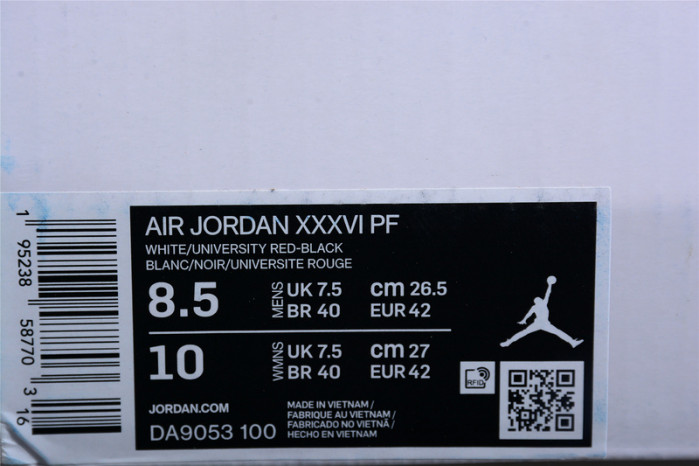 AIR JORDAN XXXVI PF
WHITE/UNIVERSITY RED-BLACK
BLANC/NOIR/UNIVERSITE ROUGE
8.5 MENS UK 7.5 cm 26.5
BR 40 EUR 42
10 WMNS UK 7.5 cm 27
BR 40 EUR 42
JORDAN.COM
DA9053 100
MADE IN VIETNAM /
FABRIQUE AU VIETNAM /
FABRICADO NO VIETNÃ /
HECHO EN VIETNAM
RFID
1 95238 58770 3 16